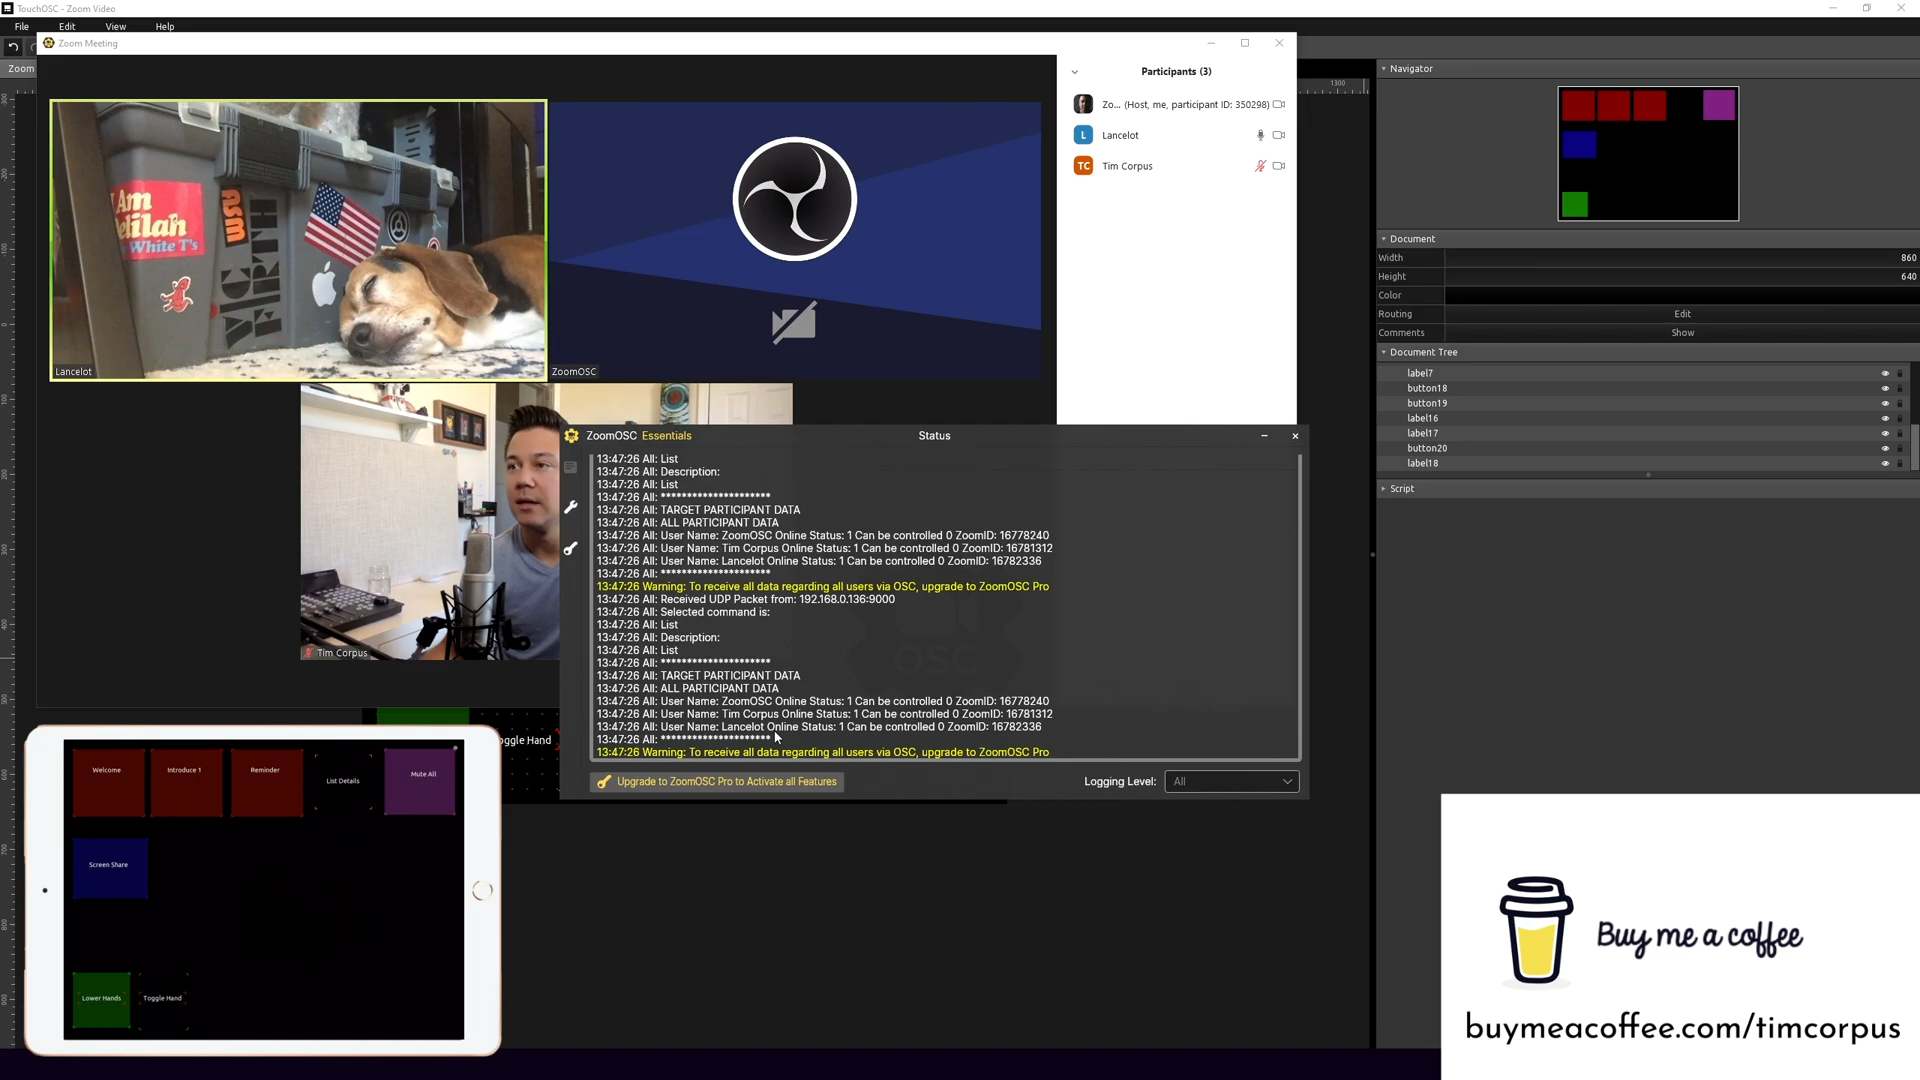 TouchOSC - Zoom Video
File Edit View Help
Zoom Meeting
Zoom
1300
Participants (3)
Zo... (Host, me, participant ID: 350298)
L Lancelot
TC Tim Corpus
I Am
Delilah
White T's
asm
VIC FIRTH
Lancelot
ZoomOSC
Tim Corpus
Navigator
Document
Width 860
Height 640
Color
Routing Edit
Comments Show
Document Tree
label7
button18
button19
label16
label17
button20
label18
Script
ZoomOSC Essentials
Status
13:47:26 All: List
13:47:26 All: Description:
13:47:26 All: List
13:47:26 All: **********************
13:47:26 All: TARGET PARTICIPANT DATA
13:47:26 All: ALL PARTICIPANT DATA
13:47:26 All: User Name: ZoomOSC Online Status: 1 Can be controlled 0 ZoomID: 16778240
13:47:26 All: User Name: Tim Corpus Online Status: 1 Can be controlled 0 ZoomID: 16781312
13:47:26 All: User Name: Lancelot Online Status: 1 Can be controlled 0 ZoomID: 16782336
13:47:26 All: **********************
13:47:26 Warning: To receive all data regarding all users via OSC, upgrade to ZoomOSC Pro
13:47:26 All: Received UDP Packet from: 192.168.0.136:9000
13:47:26 All: Selected command is:
13:47:26 All: List
13:47:26 All: Description:
13:47:26 All: List
13:47:26 All: **********************
13:47:26 All: TARGET PARTICIPANT DATA
13:47:26 All: ALL PARTICIPANT DATA
13:47:26 All: User Name: ZoomOSC Online Status: 1 Can be controlled 0 ZoomID: 16778240
13:47:26 All: User Name: Tim Corpus Online Status: 1 Can be controlled 0 ZoomID: 16781312
13:47:26 All: User Name: Lancelot Online Status: 1 Can be controlled 0 ZoomID: 16782336
13:47:26 All: **********************
13:47:26 Warning: To receive all data regarding all users via OSC, upgrade to ZoomOSC Pro
OSC
Upgrade to ZoomOSC Pro to Activate all Features
Logging Level: All
oggle Hand
Welcome
Introduce 1
Reminder
List Details
Mute All
Screen Share
Lower Hands
Toggle Hand
Buy me a coffee
buymeacoffee.com/timcorpus